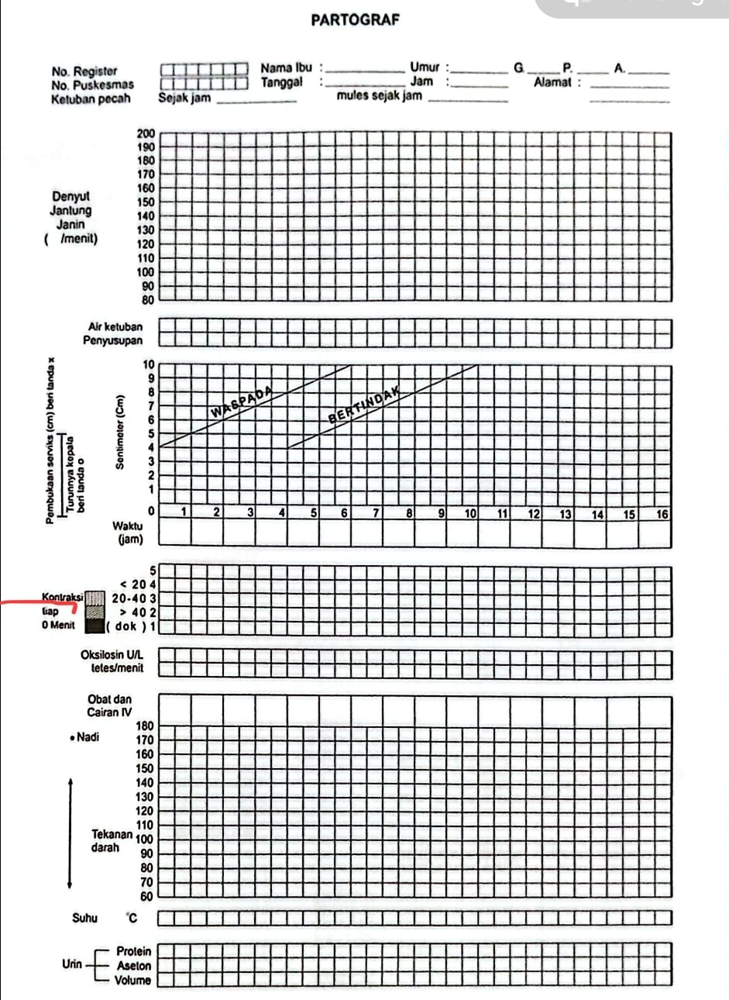 PARTOGRAF
No. Register Nama Ibu : Umur : G. P. A.
No. Puskesmas Tanggal : Jam : Alamat :
Ketuban pecah Sejak jam mules sejak jam
200
190
180
170
160
Denyut
Jantung
Janin
( /menit)
150
140
130
120
110
100
90
80
Air ketuban
Penyusupan
Pembukaan serviks (cm) beri tanda x
Turunnya kepala
beri tanda o
Sentimeter (Cm)
10
9
8
7
6
5
4
3
2
1
0
WASPADA
BERTINDAK
1 2 3 4 5 6 7 8 9 10 11 12 13 14 15 16
Waktu
(jam)
5
< 20 4
Kontraksi 20-40 3
tiap > 40 2
0 Menit ( dok ) 1
Oksitosin U/L
tetes/menit
Obat dan
Cairan IV
• Nadi
180
170
160
150
140
130
120
110
Tekanan
darah
100
90
80
70
60
Suhu °C
Urin
Protein
Aseton
Volume